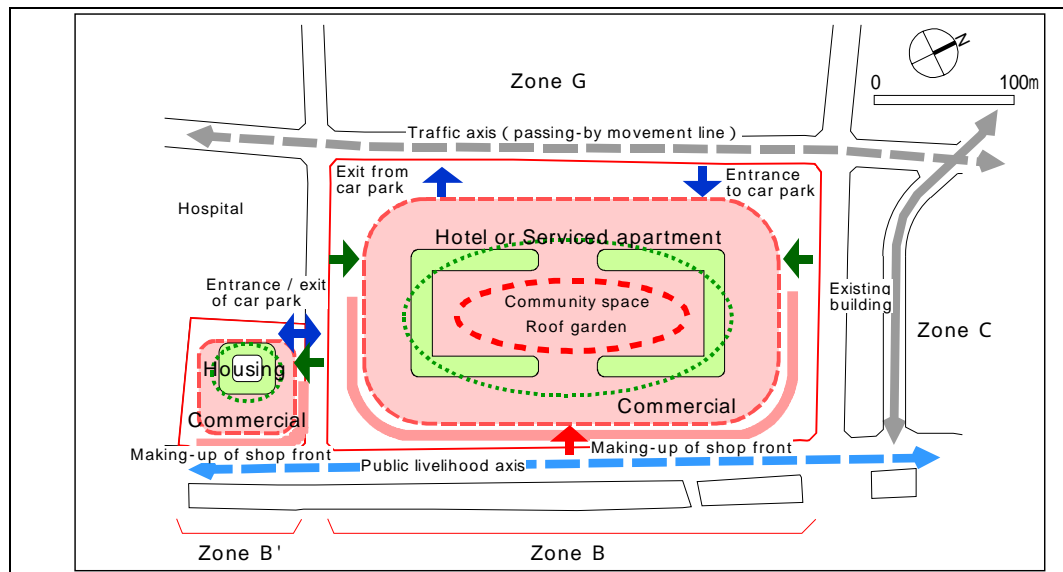 N
0 100m
Zone G
Traffic axis ( passing-by movement line )
Exit from
car park
Entrance
to car park
Hospital
Hotel or Serviced apartment
Entrance / exit
of car park
Community space
Roof garden
Existing
building
Zone C
Housing
Commercial
Commercial
Making-up of shop front
Public livelihood axis
Making-up of shop front
Zone B'
Zone B